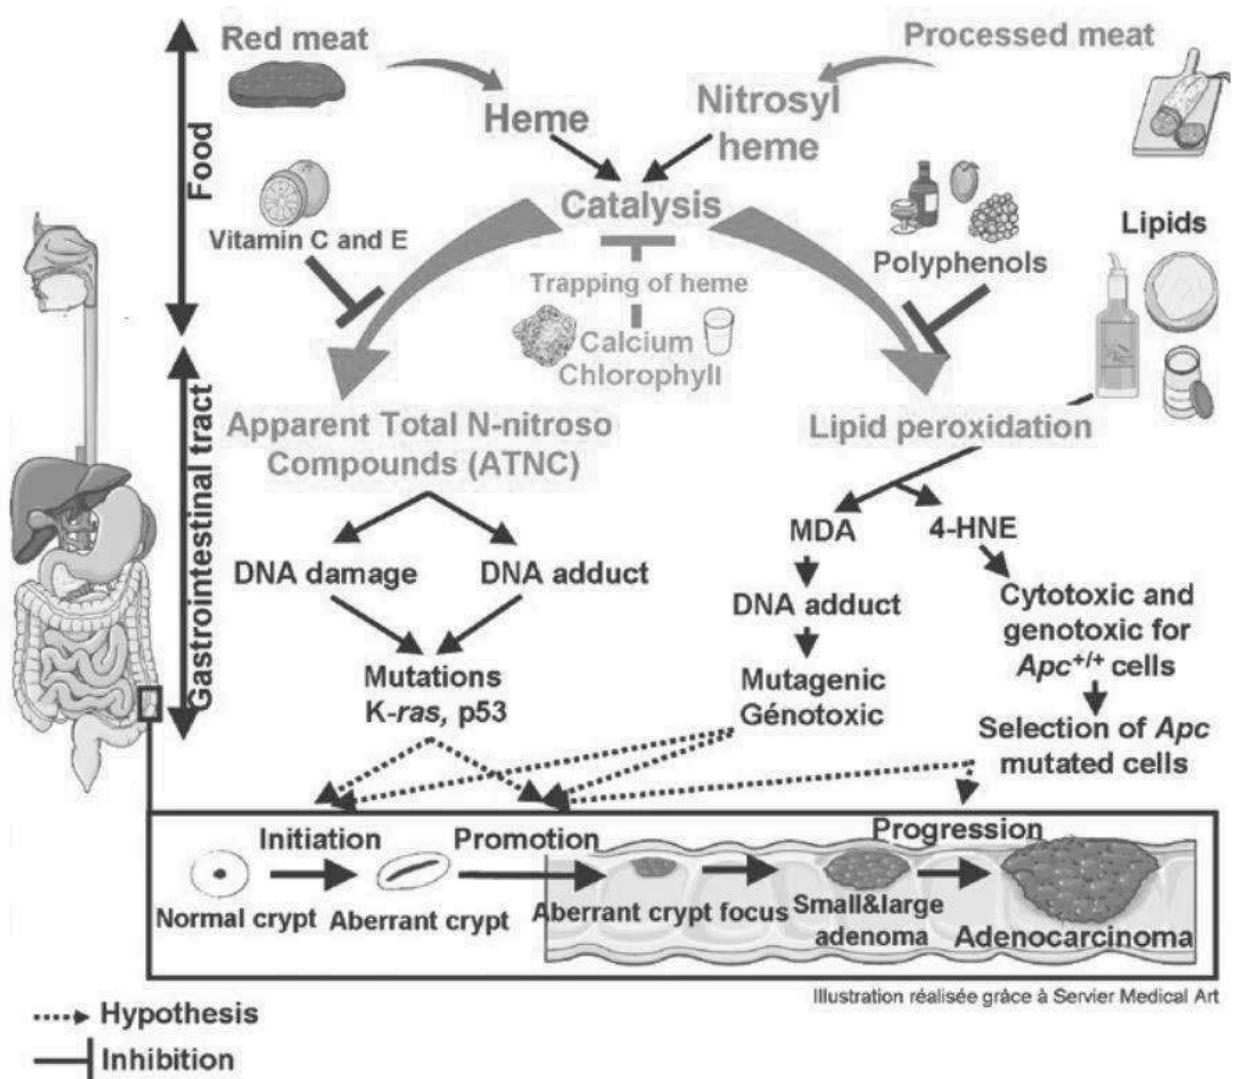 Red meat
Processed meat
Heme
Nitrosyl
heme
Food
Catalysis
Vitamin C and E
Trapping of heme
Calcium
Chlorophyll
Polyphenols
Lipids
Gastrointestinal tract
Apparent Total N-nitroso
Compounds (ATNC)
Lipid peroxidation
DNA damage
DNA adduct
Mutations
K-ras, p53
MDA
4-HNE
DNA adduct
Mutagenic
Génotoxic
Cytotoxic and
genotoxic for
Apc+/+ cells
Selection of Apc
mutated cells
Initiation
Promotion
Progression
Normal crypt
Aberrant crypt
Aberrant crypt focus
Small&large
adenoma
Adenocarcinoma
Illustration réalisée grâce à Servier Medical Art
Hypothesis
Inhibition